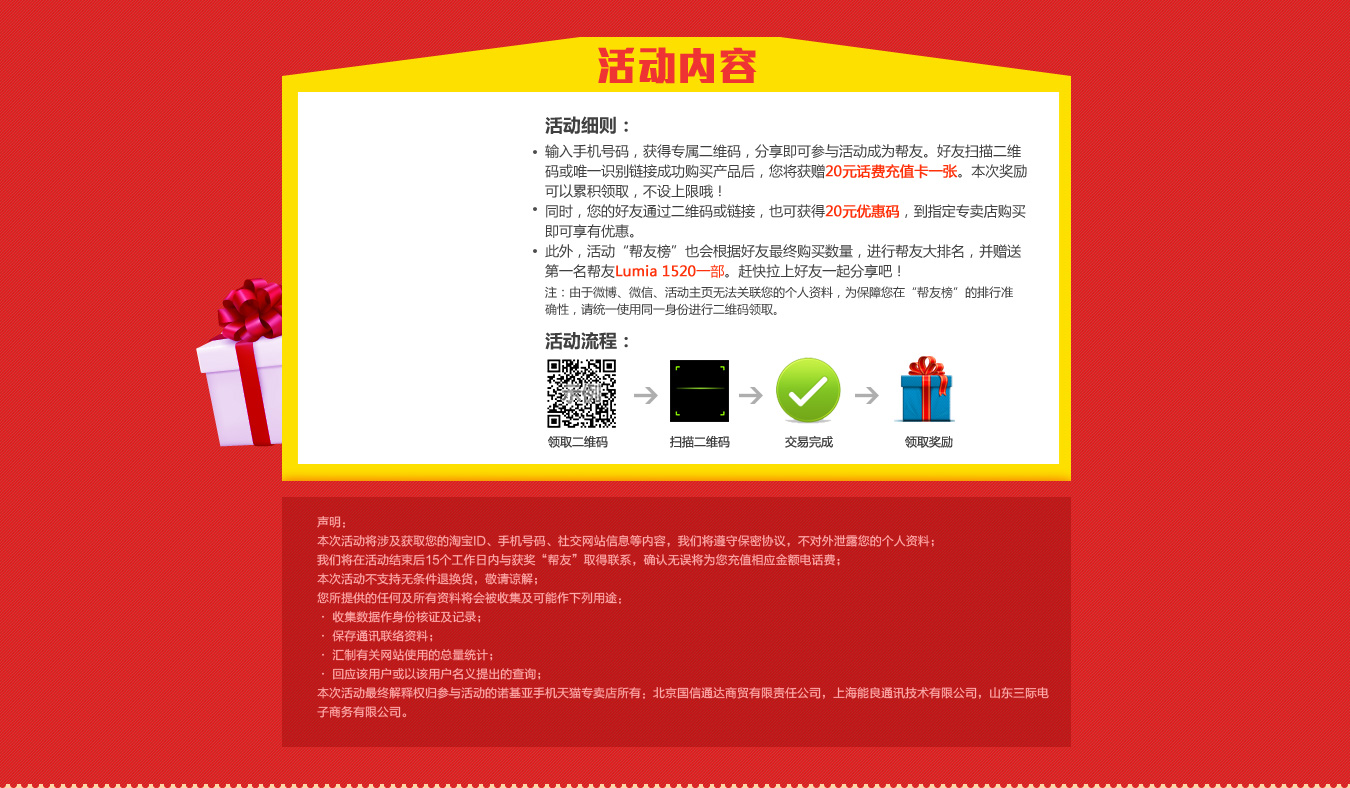 活动内容
活动细则：
• 输入手机号码，获得专属二维码，分享即可参与活动成为帮友。好友扫描二维
码或唯一识别链接成功购买产品后，您将获赠20元话费充值卡一张。本次奖励
可以累积领取，不设上限哦！
• 同时，您的好友通过二维码或链接，也可获得20元优惠码，到指定专卖店购买
即可享有优惠。
• 此外，活动“帮友榜”也会根据好友最终购买数量，进行帮友大排名，并赠送
第一名帮友Lumia 1520一部。赶快拉上好友一起分享吧！
注：由于微博、微信、活动主页无法关联您的个人资料，为保障您在“帮友榜”的排行准
确性，请统一使用同一身份进行二维码领取。
活动流程：
示例
领取二维码
扫描二维码
交易完成
领取奖励
声明；
本次活动将涉及获取您的淘宝ID、手机号码、社交网站信息等内容，我们将遵守保密协议，不对外泄露您的个人资料；
我们将在活动结束后15个工作日内与获奖“帮友”取得联系，确认无误将为您充值相应金额电话费；
本次活动不支持无条件退换货，敬请谅解；
您所提供的任何及所有资料将会被收集及可能作下列用途；
· 收集数据作身份核证及记录；
· 保存通讯联络资料；
· 汇制有关网站使用的总量统计；
· 回应该用户或以该用户名义提出的查询；
本次活动最终解释权归参与活动的诺基亚手机天猫专卖店所有；北京国信通达商贸有限责任公司，上海能良通讯技术有限公司，山东三际电
子商务有限公司。